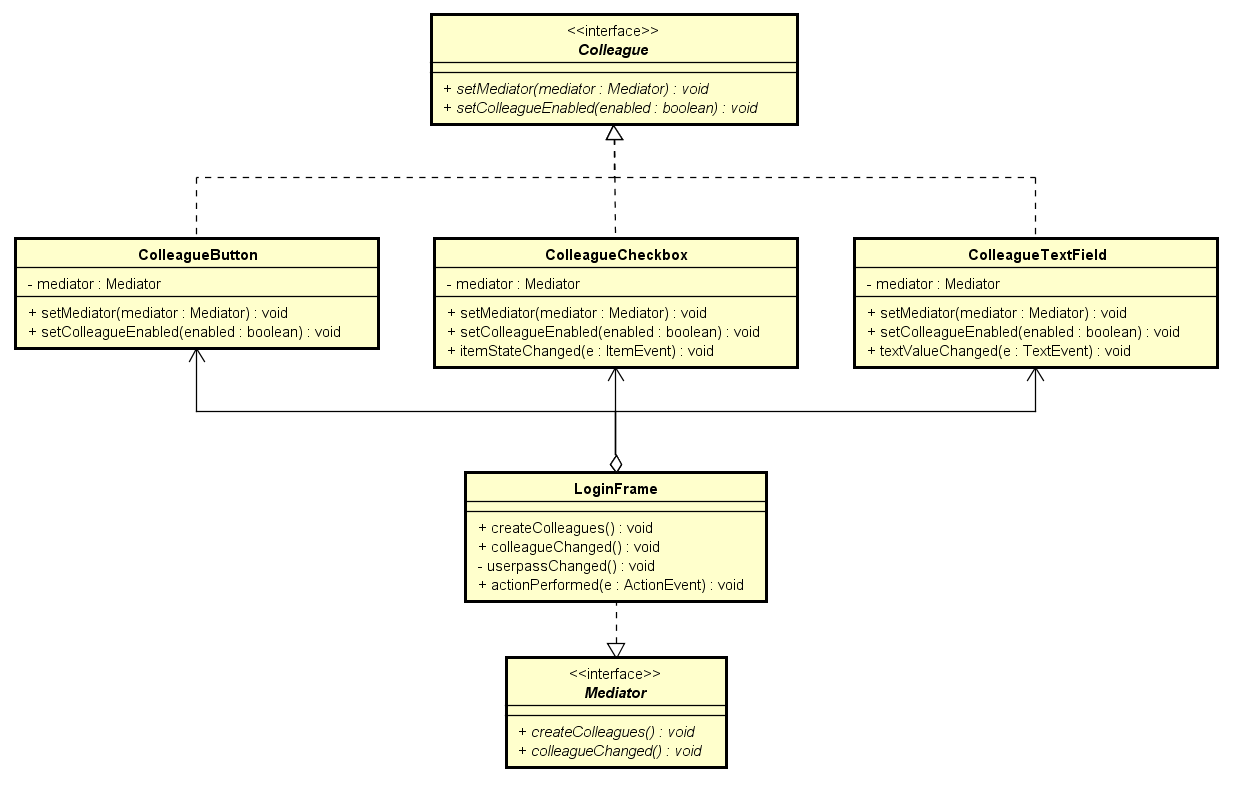 <<interface>>
Colleague
+ setMediator(mediator : Mediator) : void
+ setColleagueEnabled(enabled : boolean) : void
ColleagueButton
- mediator : Mediator
+ setMediator(mediator : Mediator) : void
+ setColleagueEnabled(enabled : boolean) : void
ColleagueCheckbox
- mediator : Mediator
+ setMediator(mediator : Mediator) : void
+ setColleagueEnabled(enabled : boolean) : void
+ itemStateChanged(e : ItemEvent) : void
ColleagueTextField
- mediator : Mediator
+ setMediator(mediator : Mediator) : void
+ setColleagueEnabled(enabled : boolean) : void
+ textValueChanged(e : TextEvent) : void
LoginFrame
+ createColleagues() : void
+ colleagueChanged() : void
- userpassChanged() : void
+ actionPerformed(e : ActionEvent) : void
<<interface>>
Mediator
+ createColleagues() : void
+ colleagueChanged() : void